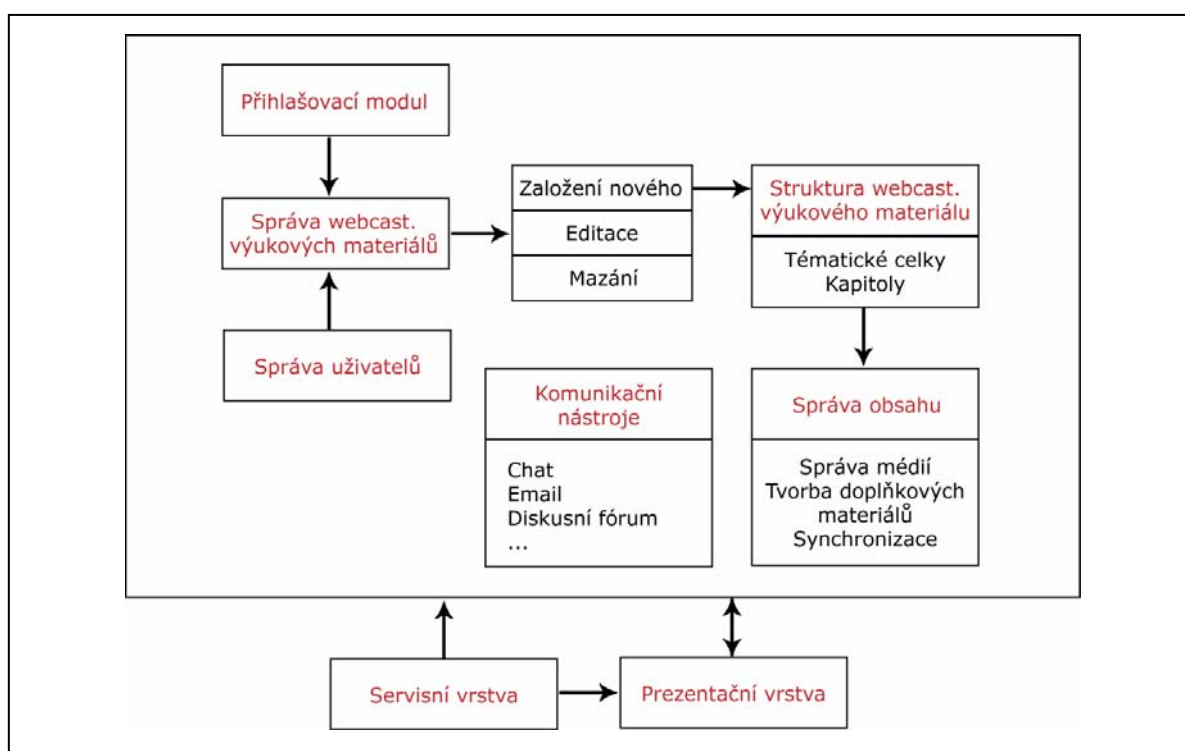 Přihlašovací modul
Správa webcast.
výukových materiálů
Správa uživatelů
Založení nového
Editace
Mazání
Struktura webcast.
výukového materiálu
Tématické celky
Kapitoly
Komunikační
nástroje
Chat
Email
Diskusní fórum
...
Správa obsahu
Správa médií
Tvorba doplňkových
materiálů
Synchronizace
Servisní vrstva
Prezentační vrstva